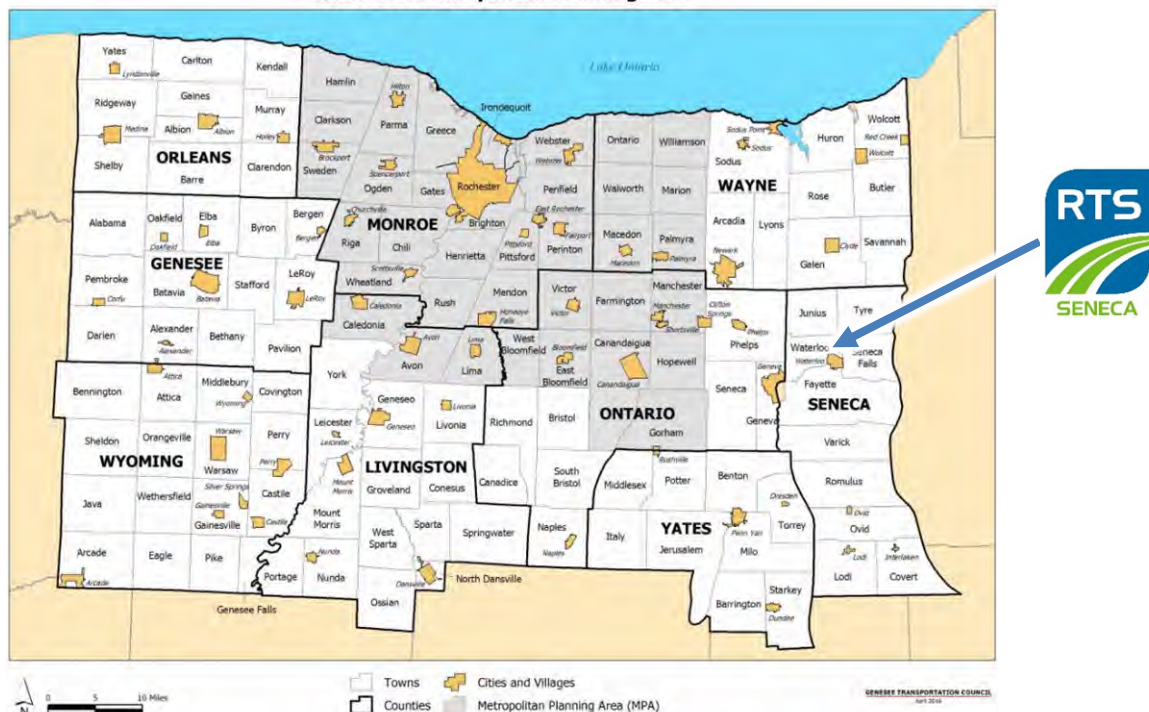 Lake Ontario
Yates
Lyndonville
Carlton
Kendall
Ridgeway
Medina
Gaines
Albion
Albion
Murray
Holley
Shelby
ORLEANS
Barre
Clarendon
Hamlin
Hilton
Parma
Greece
Irondequoit
Clarkson
Brockport
Sweden
Spencerport
Ogden
Gates
Rochester
Webster
Webster
Penfield
East Rochester
Churchville
MONROE
Brighton
Fairport
Riga
Chili
Pittsford
Perinton
Henrietta
Pittsford
Scottsville
Wheatland
Rush
Mendon
Honeoye
Falls
Ontario
Williamson
Sodus Point
Sodus
Sodus
Huron
Wolcott
Red Creek
Wolcott
Walworth
Marion
WAYNE
Rose
Butler
Macedon
Macedon
Palmyra
Palmyra
Arcadia
Newark
Lyons
Clyde
Galen
Savannah
Alabama
Oakfield
Oakfield
Elba
Elba
Byron
Bergen
Bergen
GENESEE
Pembroke
Corfu
Batavia
Batavia
Stafford
LeRoy
LeRoy
Darien
Alexander
Alexander
Bethany
Pavilion
Caledonia
Caledonia
Avon
Avon
Lima
Lima
Victor
Victor
Farmington
Manchester
Manchester
Shortsville
Clifton
Springs
Phelps
Phelps
West
Bloomfield
Bloomfield
East
Bloomfield
Canandaigua
Canandaigua
Hopewell
Seneca
Geneva
Geneva
Junius
Tyre
Waterloo
Waterloo
Seneca
Falls
Fayette
SENECA
Varick
Romulus
Ovid
Ovid
Lodi
Interlaken
Lodi
Covert
Bennington
Attica
Attica
Middlebury
Wyoming
Covington
York
Geneseo
Geneseo
Livonia
Livonia
Richmond
Bristol
ONTARIO
Gorham
Rushville
Sheldon
Orangeville
WYOMING
Warsaw
Warsaw
Perry
Perry
Leicester
Leicester
Mount
Morris
LIVINGSTON
Groveland
Conesus
Canadice
South
Bristol
Middlesex
Potter
Benton
Dresden
Java
Wethersfield
Silver Springs
Gainesville
Gainesville
Castile
Castile
Mount
Morris
West
Sparta
Sparta
Springwater
Naples
Naples
Italy
YATES
Jerusalem
Penn Yan
Torrey
Milo
Arcade
Arcade
Eagle
Pike
Portage
Nunda
Nunda
Dansville
North Dansville
Ossian
Genesee Falls
Barrington
Starkey
Dundee
RTS
SENECA
N
0 5 10 Miles
Towns
Cities and Villages
Counties
Metropolitan Planning Area (MPA)
GENESEE TRANSPORTATION COUNCIL